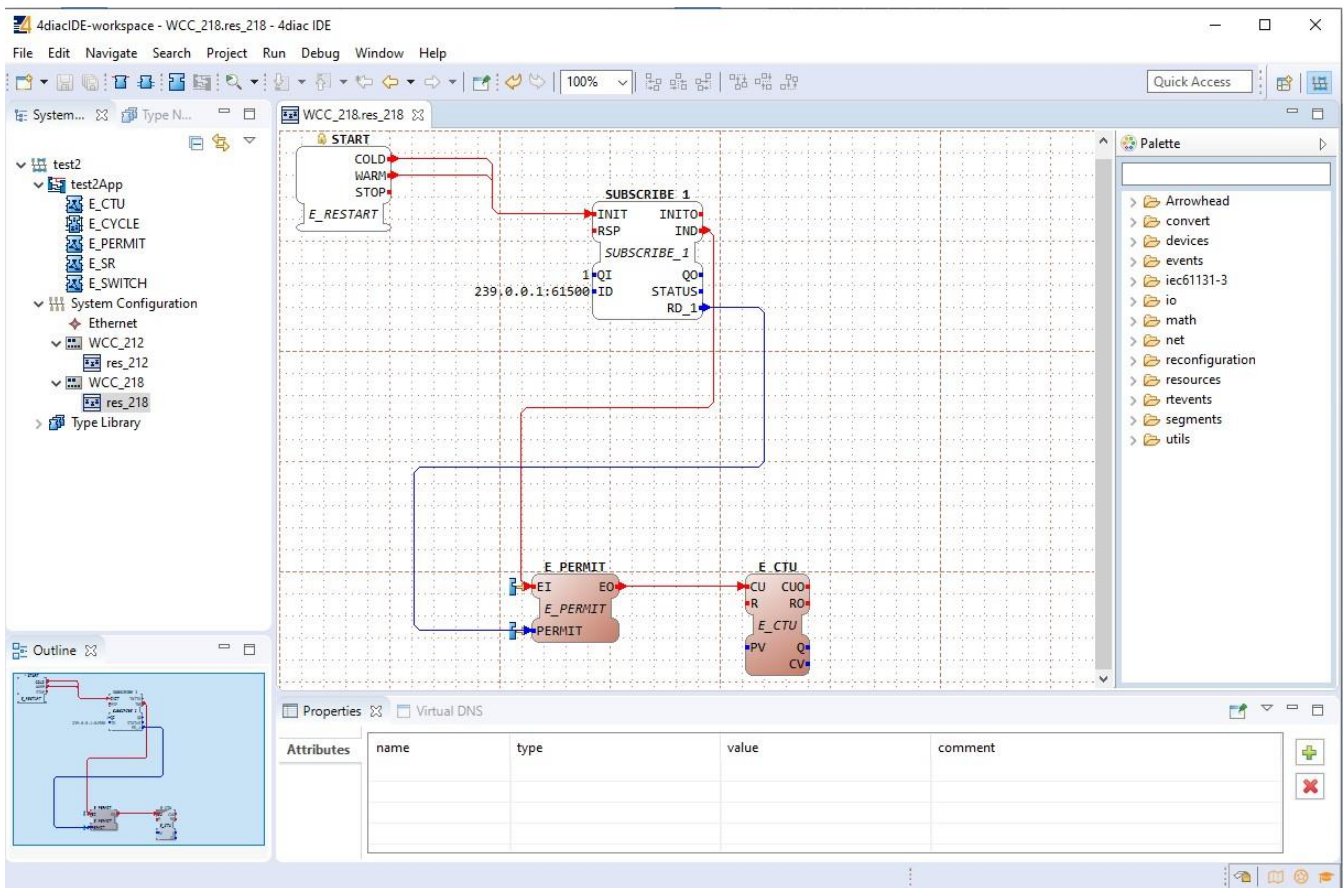 4diacIDE-workspace - WCC_218.res_218 - 4diac IDE
File Edit Navigate Search Project Run Debug Window Help
100%
Quick Access
System...
Type N...
WCC_218.res_218
test2
test2App
E_CTU
E_CYCLE
E_PERMIT
E_SR
E_SWITCH
System Configuration
Ethernet
WCC_212
res_212
WCC_218
res_218
Type Library
START
COLD
WARM
STOP
E_RESTART
SUBSCRIBE_1
INIT INITO
RSP IND
SUBSCRIBE_1
1 QI QO
239.0.0.1:61500 ID STATUS
RD_1
E_PERMIT
EI EO
E_PERMIT
PERMIT
E_CTU
CU CUO
R RO
E_CTU
PV Q
CV
Palette
Arrowhead
convert
devices
events
iec61131-3
io
math
net
reconfiguration
resources
rtevents
segments
utils
Outline
Properties
Virtual DNS
Attributes
name type value comment